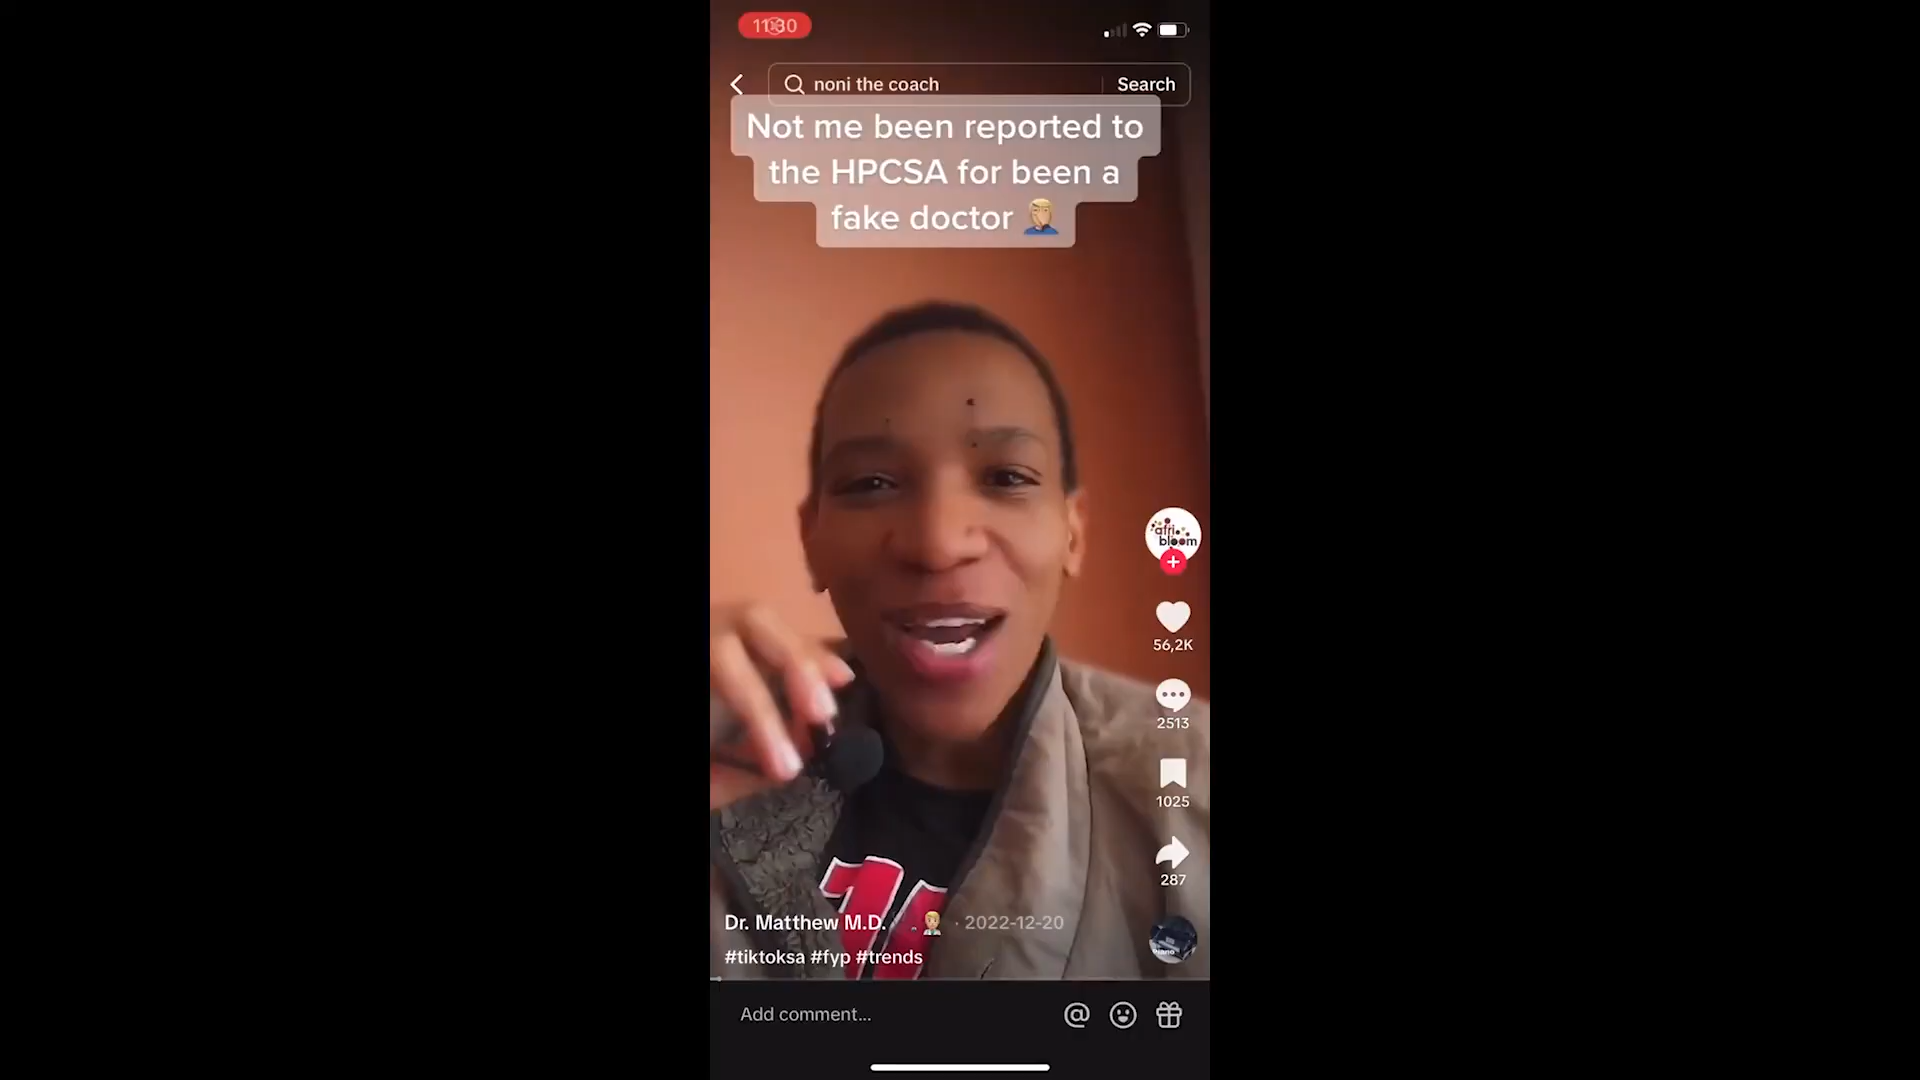 11:30
noni the coach
Search
Not me been reported to
the HPCSA for been a
fake doctor 🤦🏼‍♂️
afri
bloom
56,2K
2513
1025
287
Dr. Matthew M.D. 👨🏼‍⚕️ · 2022-12-20
#tiktoksa #fyp #trends
Add comment...